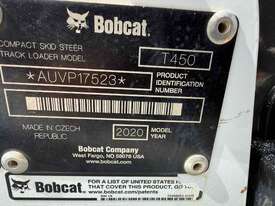 Bobcat
COMPACT SKID STEER
TRACK LOADER MODEL
T450
*AUVP17523*
PRODUCT
IDENTIFICATION
NUMBER
MADE IN CZECH
REPUBLIC
2020
MODEL
YEAR
Bobcat Company
West Fargo, ND 58078 USA
Bobcat
FOR A LIST OF UNITED STATES
THAT COVER THIS PRODUCT, GO
www.bobcat.com/patents